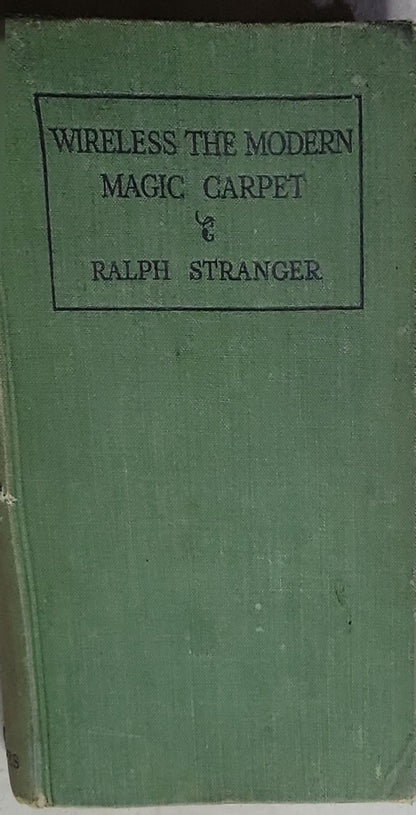 WIRELESS THE MODERN
MAGIC CARPET
RALPH STRANGER